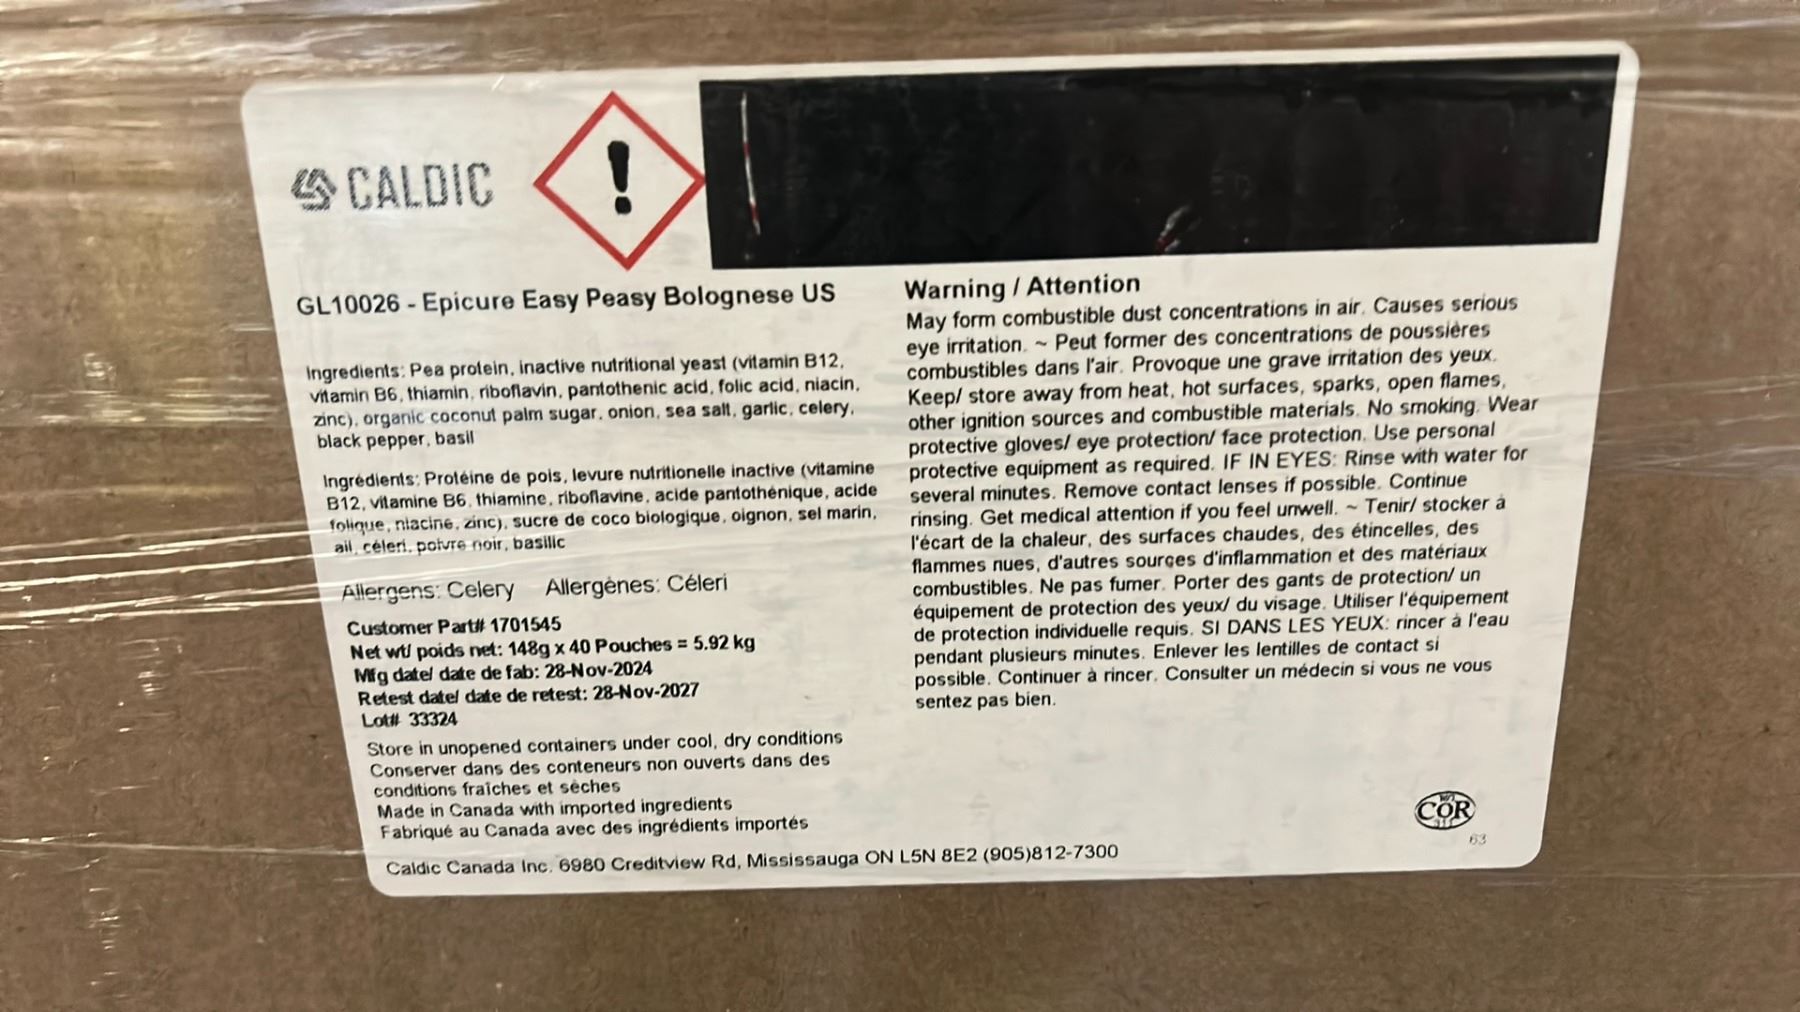 CALDIC
GL10026 - Epicure Easy Peasy Bolognese US
Ingredients: Pea protein, inactive nutritional yeast (vitamin B12,
vitamin B6, thiamin, riboflavin, pantothenic acid, folic acid, niacin,
zinc), organic coconut palm sugar, onion, sea salt, garlic, celery,
black pepper, basil
Ingrédients: Protéine de pois, levure nutritionelle inactive (vitamine
B12, vitamine B6, thiamine, riboflavine, acide pantothénique, acide
folique, niacine, zinc), sucre de coco biologique, oignon, sel marin,
ail, céleri, poivre noir, basilic
Allergens: Celery Allergènes: Céleri
Customer Part# 1701545
Net wt/ poids net: 148g x 40 Pouches = 5.92 kg
Mfg date/ date de fab: 28-Nov-2024
Retest date/ date de retest: 28-Nov-2027
Lot# 33324
Store in unopened containers under cool, dry conditions
Conserver dans des conteneurs non ouverts dans des
conditions fraîches et sèches
Made in Canada with imported ingredients
Fabriqué au Canada avec des ingrédients importés
Warning / Attention
May form combustible dust concentrations in air. Causes serious
eye irritation. ~ Peut former des concentrations de poussières
combustibles dans l'air. Provoque une grave irritation des yeux.
Keep/ store away from heat, hot surfaces, sparks, open flames,
other ignition sources and combustible materials. No smoking. Wear
protective gloves/ eye protection/ face protection. Use personal
protective equipment as required. IF IN EYES: Rinse with water for
several minutes. Remove contact lenses if possible. Continue
rinsing. Get medical attention if you feel unwell. ~ Tenir/ stocker à
l'écart de la chaleur, des surfaces chaudes, des étincelles, des
flammes nues, d'autres sources d'inflammation et des matériaux
combustibles. Ne pas fumer. Porter des gants de protection/ un
équipement de protection des yeux/ du visage. Utiliser l'équipement
de protection individuelle requis. SI DANS LES YEUX: rincer à l'eau
pendant plusieurs minutes. Enlever les lentilles de contact si
possible. Continuer à rincer. Consulter un médecin si vous ne vous
sentez pas bien.
COR
63
Caldic Canada Inc. 6980 Creditview Rd, Mississauga ON L5N 8E2 (905)812-7300